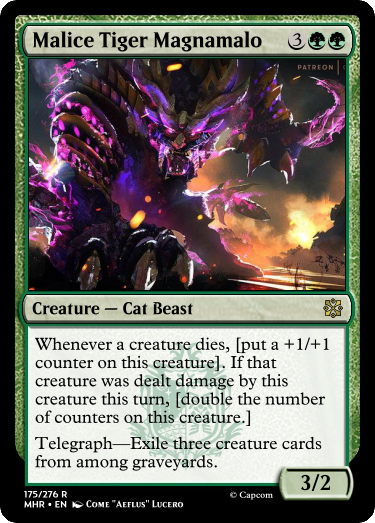 Malice Tiger Magnamalo 3
PATREON
Creature — Cat Beast
Whenever a creature dies, [put a +1/+1
counter on this creature]. If that
creature was dealt damage by this
creature this turn, [double the number
of counters on this creature.]
Telegraph—Exile three creature cards
from among graveyards.
3/2
175/276 R
MHR • EN Come "Aeflus" Lucero
© Capcom